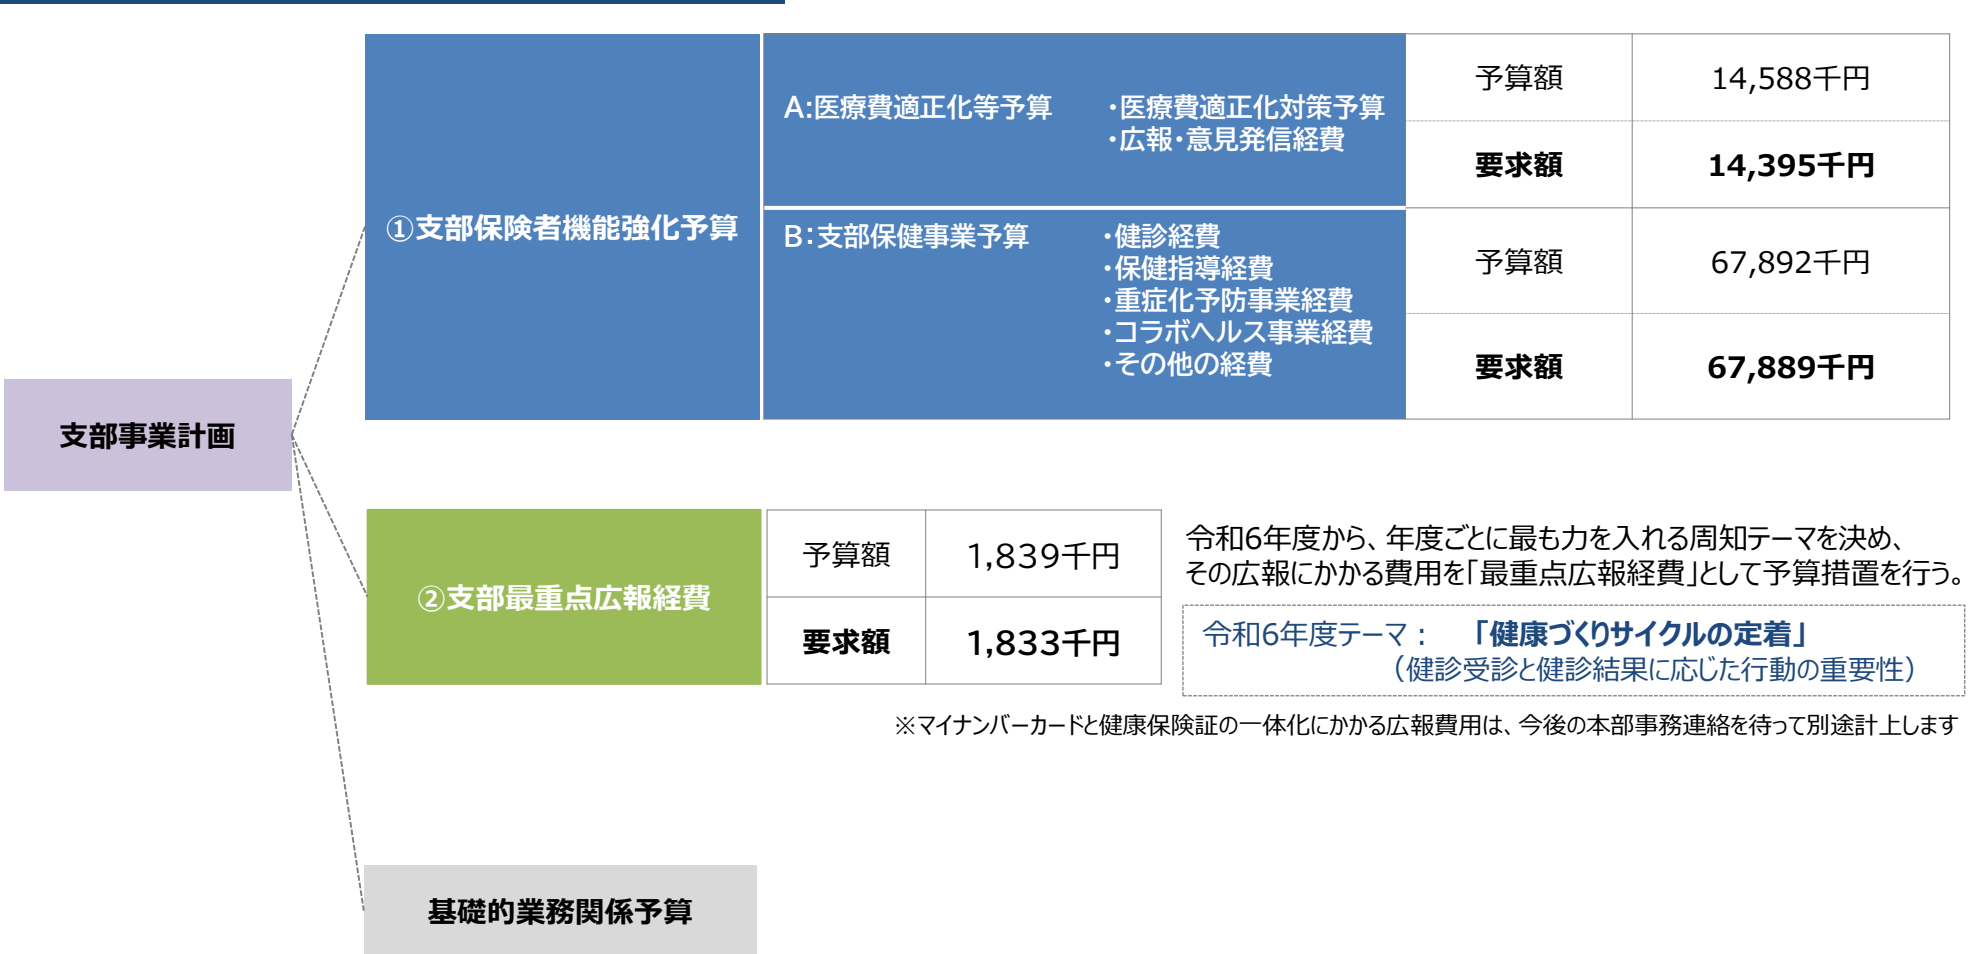 支部事業計画
①支部保険者機能強化予算
A:医療費適正化等予算
・医療費適正化対策予算
・広報・意見発信経費
予算額 14,588千円
要求額 14,395千円
B:支部保健事業予算
・健診経費
・保健指導経費
・重症化予防事業経費
・コラボヘルス事業経費
・その他の経費
予算額 67,892千円
要求額 67,889千円
②支部最重点広報経費
予算額 1,839千円
要求額 1,833千円
令和6年度から、年度ごとに最も力を入れる周知テーマを決め、
その広報にかかる費用を「最重点広報経費」として予算措置を行う。
令和6年度テーマ： 「健康づくりサイクルの定着」
（健診受診と健診結果に応じた行動の重要性）
※マイナンバーカードと健康保険証の一体化にかかる広報費用は、今後の本部事務連絡を待って別途計上します
基礎的業務関係予算